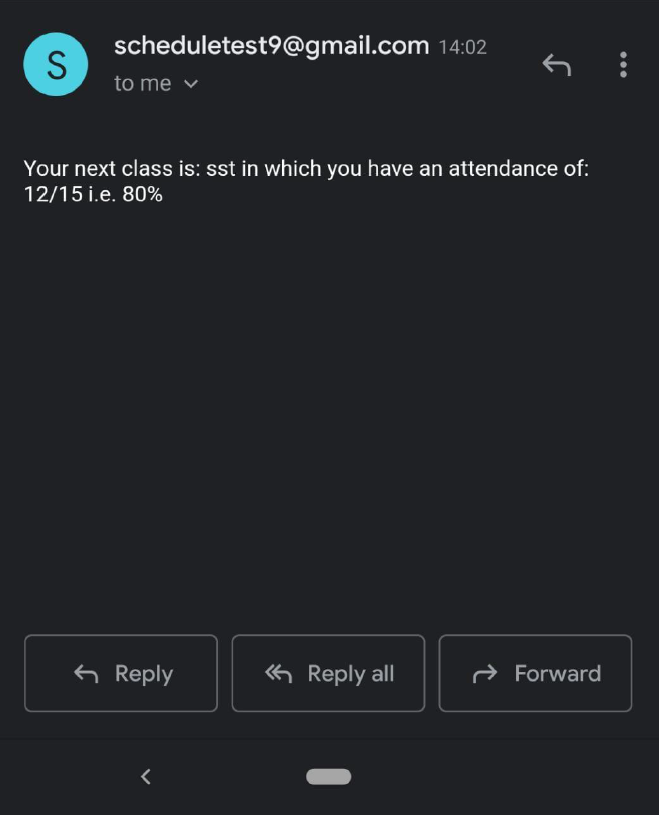 S
scheduletest9@gmail.com 14:02
to me
Your next class is: sst in which you have an attendance of:
12/15 i.e. 80%
Reply
Reply all
Forward